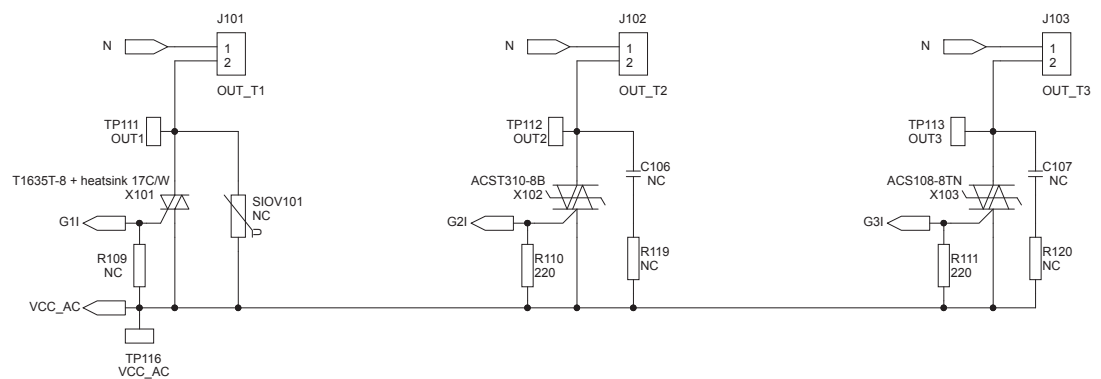 J101
N
1
2
OUT_T1
TP111
OUT1
T1635T-8 + heatsink 17C/W
X101
SIOV101
NC
G1I
R109
NC
VCC_AC
TP116
VCC_AC
J102
N
1
2
OUT_T2
TP112
OUT2
C106
NC
ACST310-8B
X102
G2I
R110
220
R119
NC
J103
N
1
2
OUT_T3
TP113
OUT3
C107
NC
ACS108-8TN
X103
G3I
R111
220
R120
NC